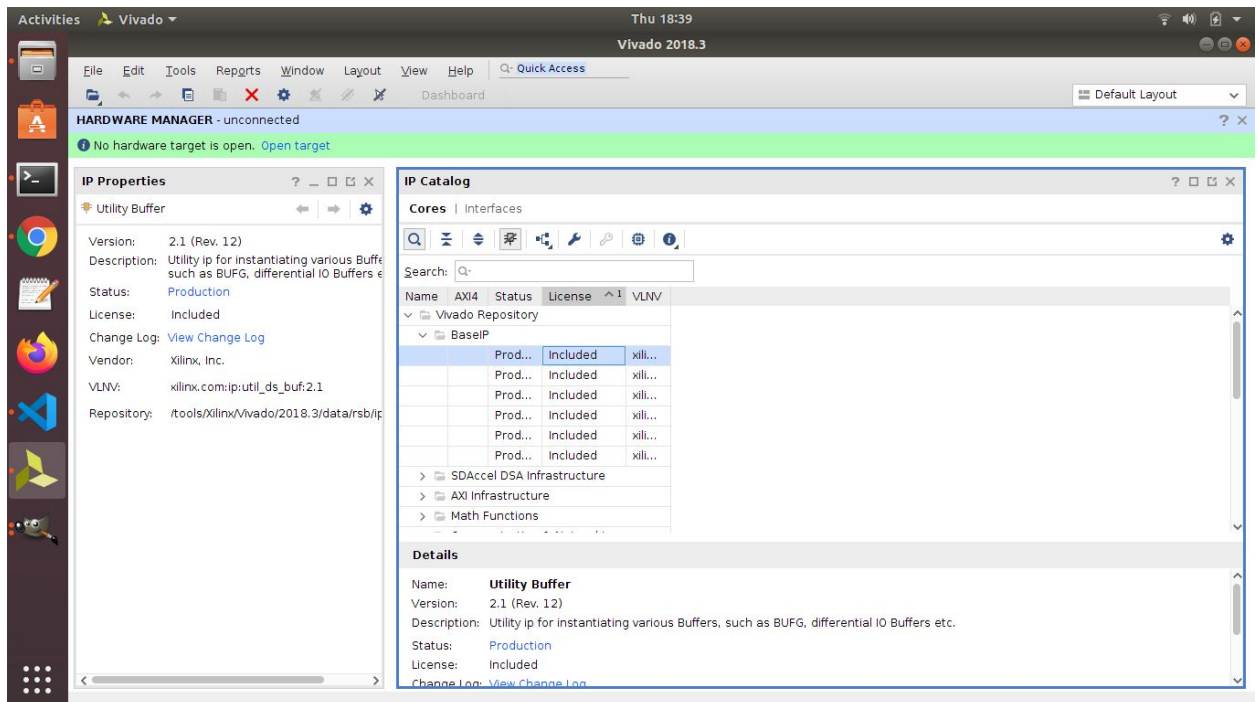 Activities Vivado Thu 18:39
Vivado 2018.3
File Edit Tools Reports Window Layout View Help Quick Access
Dashboard Default Layout
HARDWARE MANAGER - unconnected
No hardware target is open. Open target
IP Properties
Utility Buffer
Version: 2.1 (Rev. 12)
Description: Utility ip for instantiating various Buffe
such as BUFG, differential IO Buffers e
Status: Production
License: Included
Change Log: View Change Log
Vendor: Xilinx, Inc.
VLNV: xilinx.com:ip:util_ds_buf:2.1
Repository: /tools/Xilinx/Vivado/2018.3/data/rsb/ip
IP Catalog
Cores | Interfaces
Search:
Name AXI4 Status License 1 VLNV
Vivado Repository
BaseIP
Prod... Included xili...
Prod... Included xili...
Prod... Included xili...
Prod... Included xili...
Prod... Included xili...
Prod... Included xili...
SDAccel DSA Infrastructure
AXI Infrastructure
Math Functions
Details
Name: Utility Buffer
Version: 2.1 (Rev. 12)
Description: Utility ip for instantiating various Buffers, such as BUFG, differential IO Buffers etc.
Status: Production
License: Included
Change Log: View Change Log